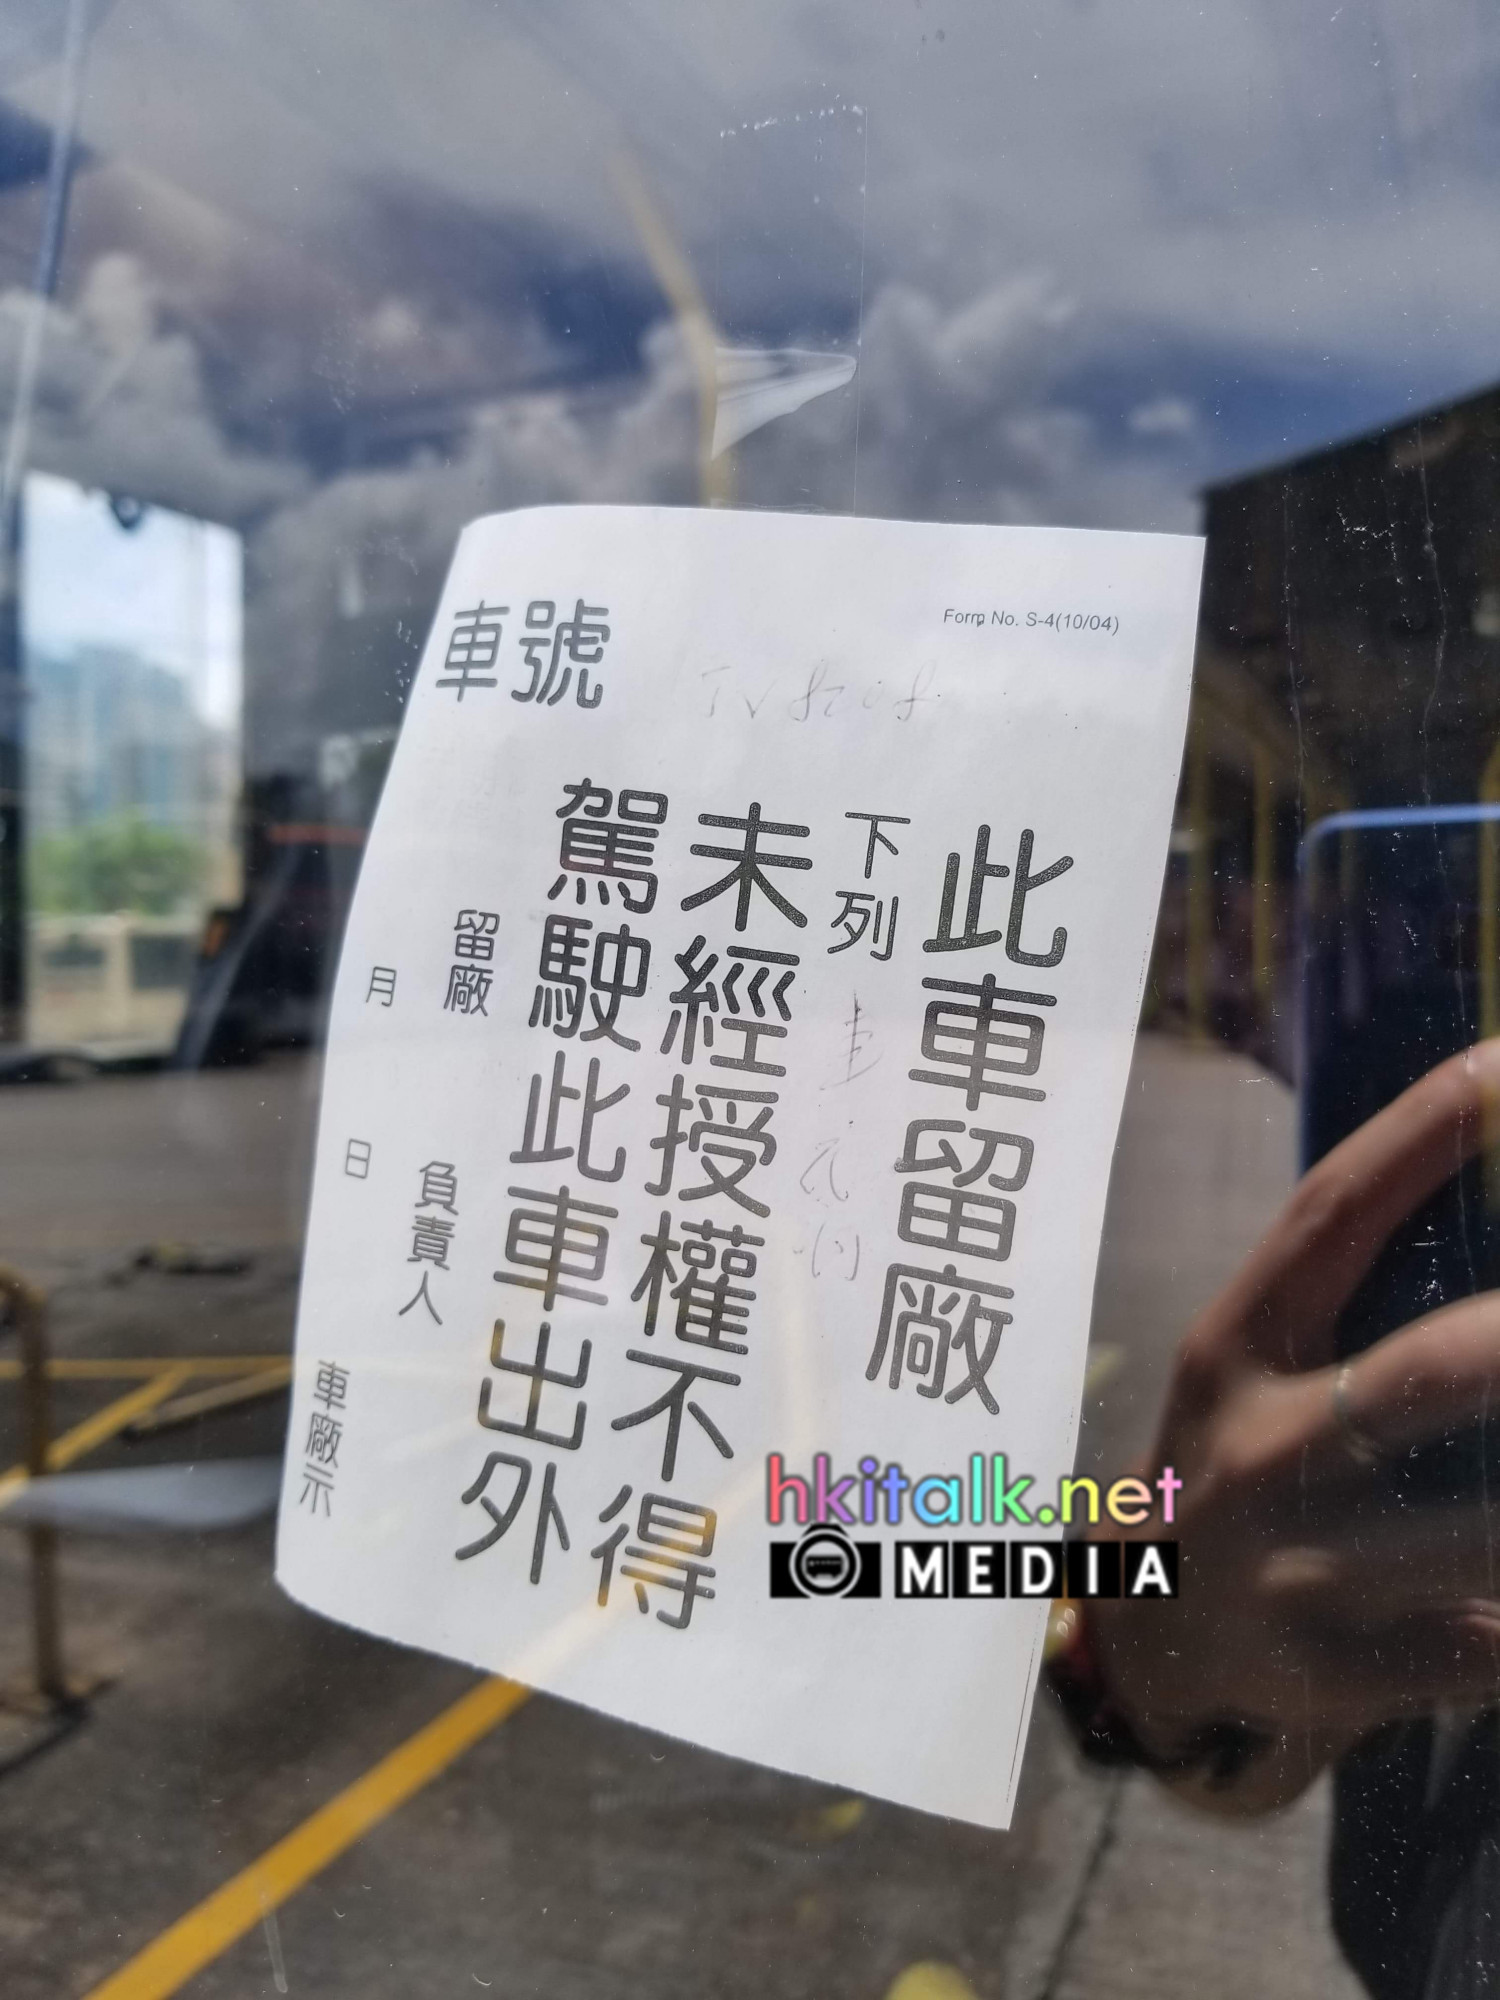 Form No. S-4(10/04)
車號 TV8208
此車留廠
下列
未經授權不得
駕駛此車出外
留廠 負責人
月 日 車廠示
hkitalk.net
MEDIA